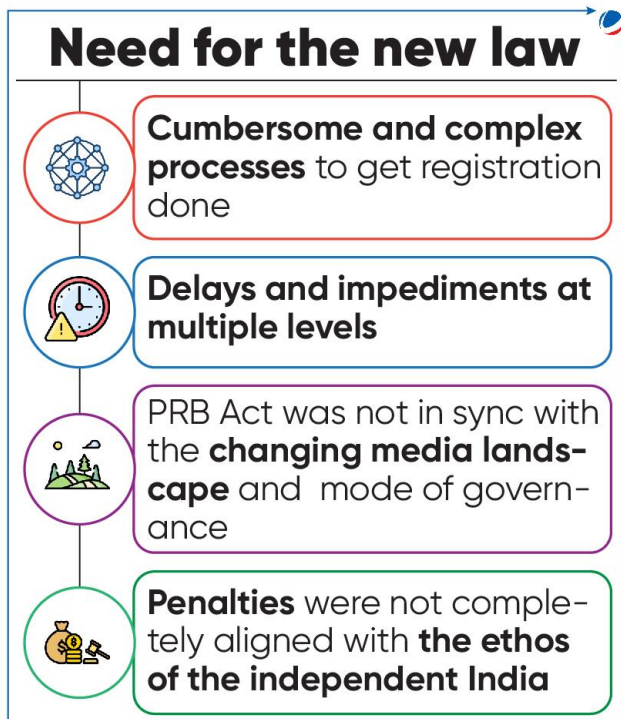 Need for the new law
Cumbersome and complex
processes to get registration
done
Delays and impediments at
multiple levels
PRB Act was not in sync with
the changing media lands-
cape and mode of govern-
ance
Penalties were not comple-
tely aligned with the ethos
of the independent India